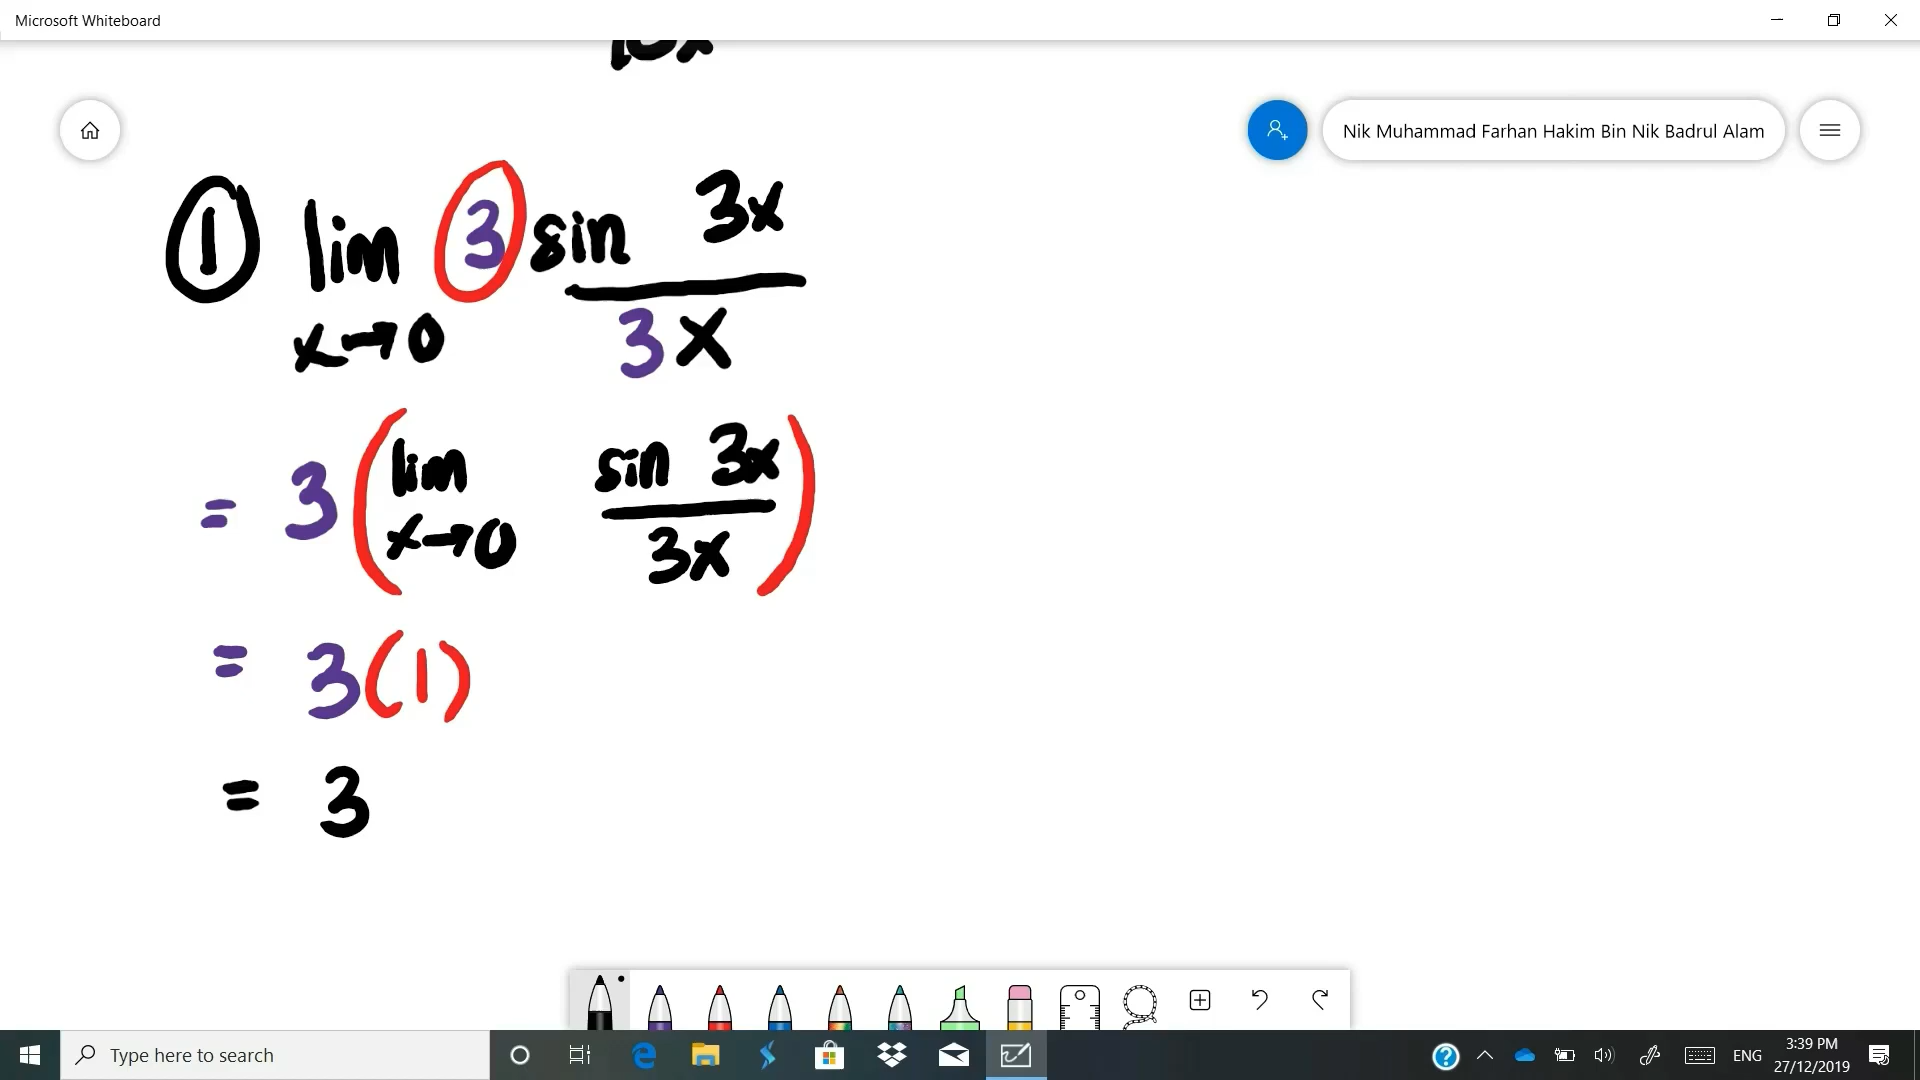 Microsoft Whiteboard
Nik Muhammad Farhan Hakim Bin Nik Badrul Alam
① lim 3 sin 3x
x→0 3x
= 3 ( lim sin 3x )
x→0 3x
= 3(1)
= 3
Type here to search
ENG
3:39 PM
27/12/2019